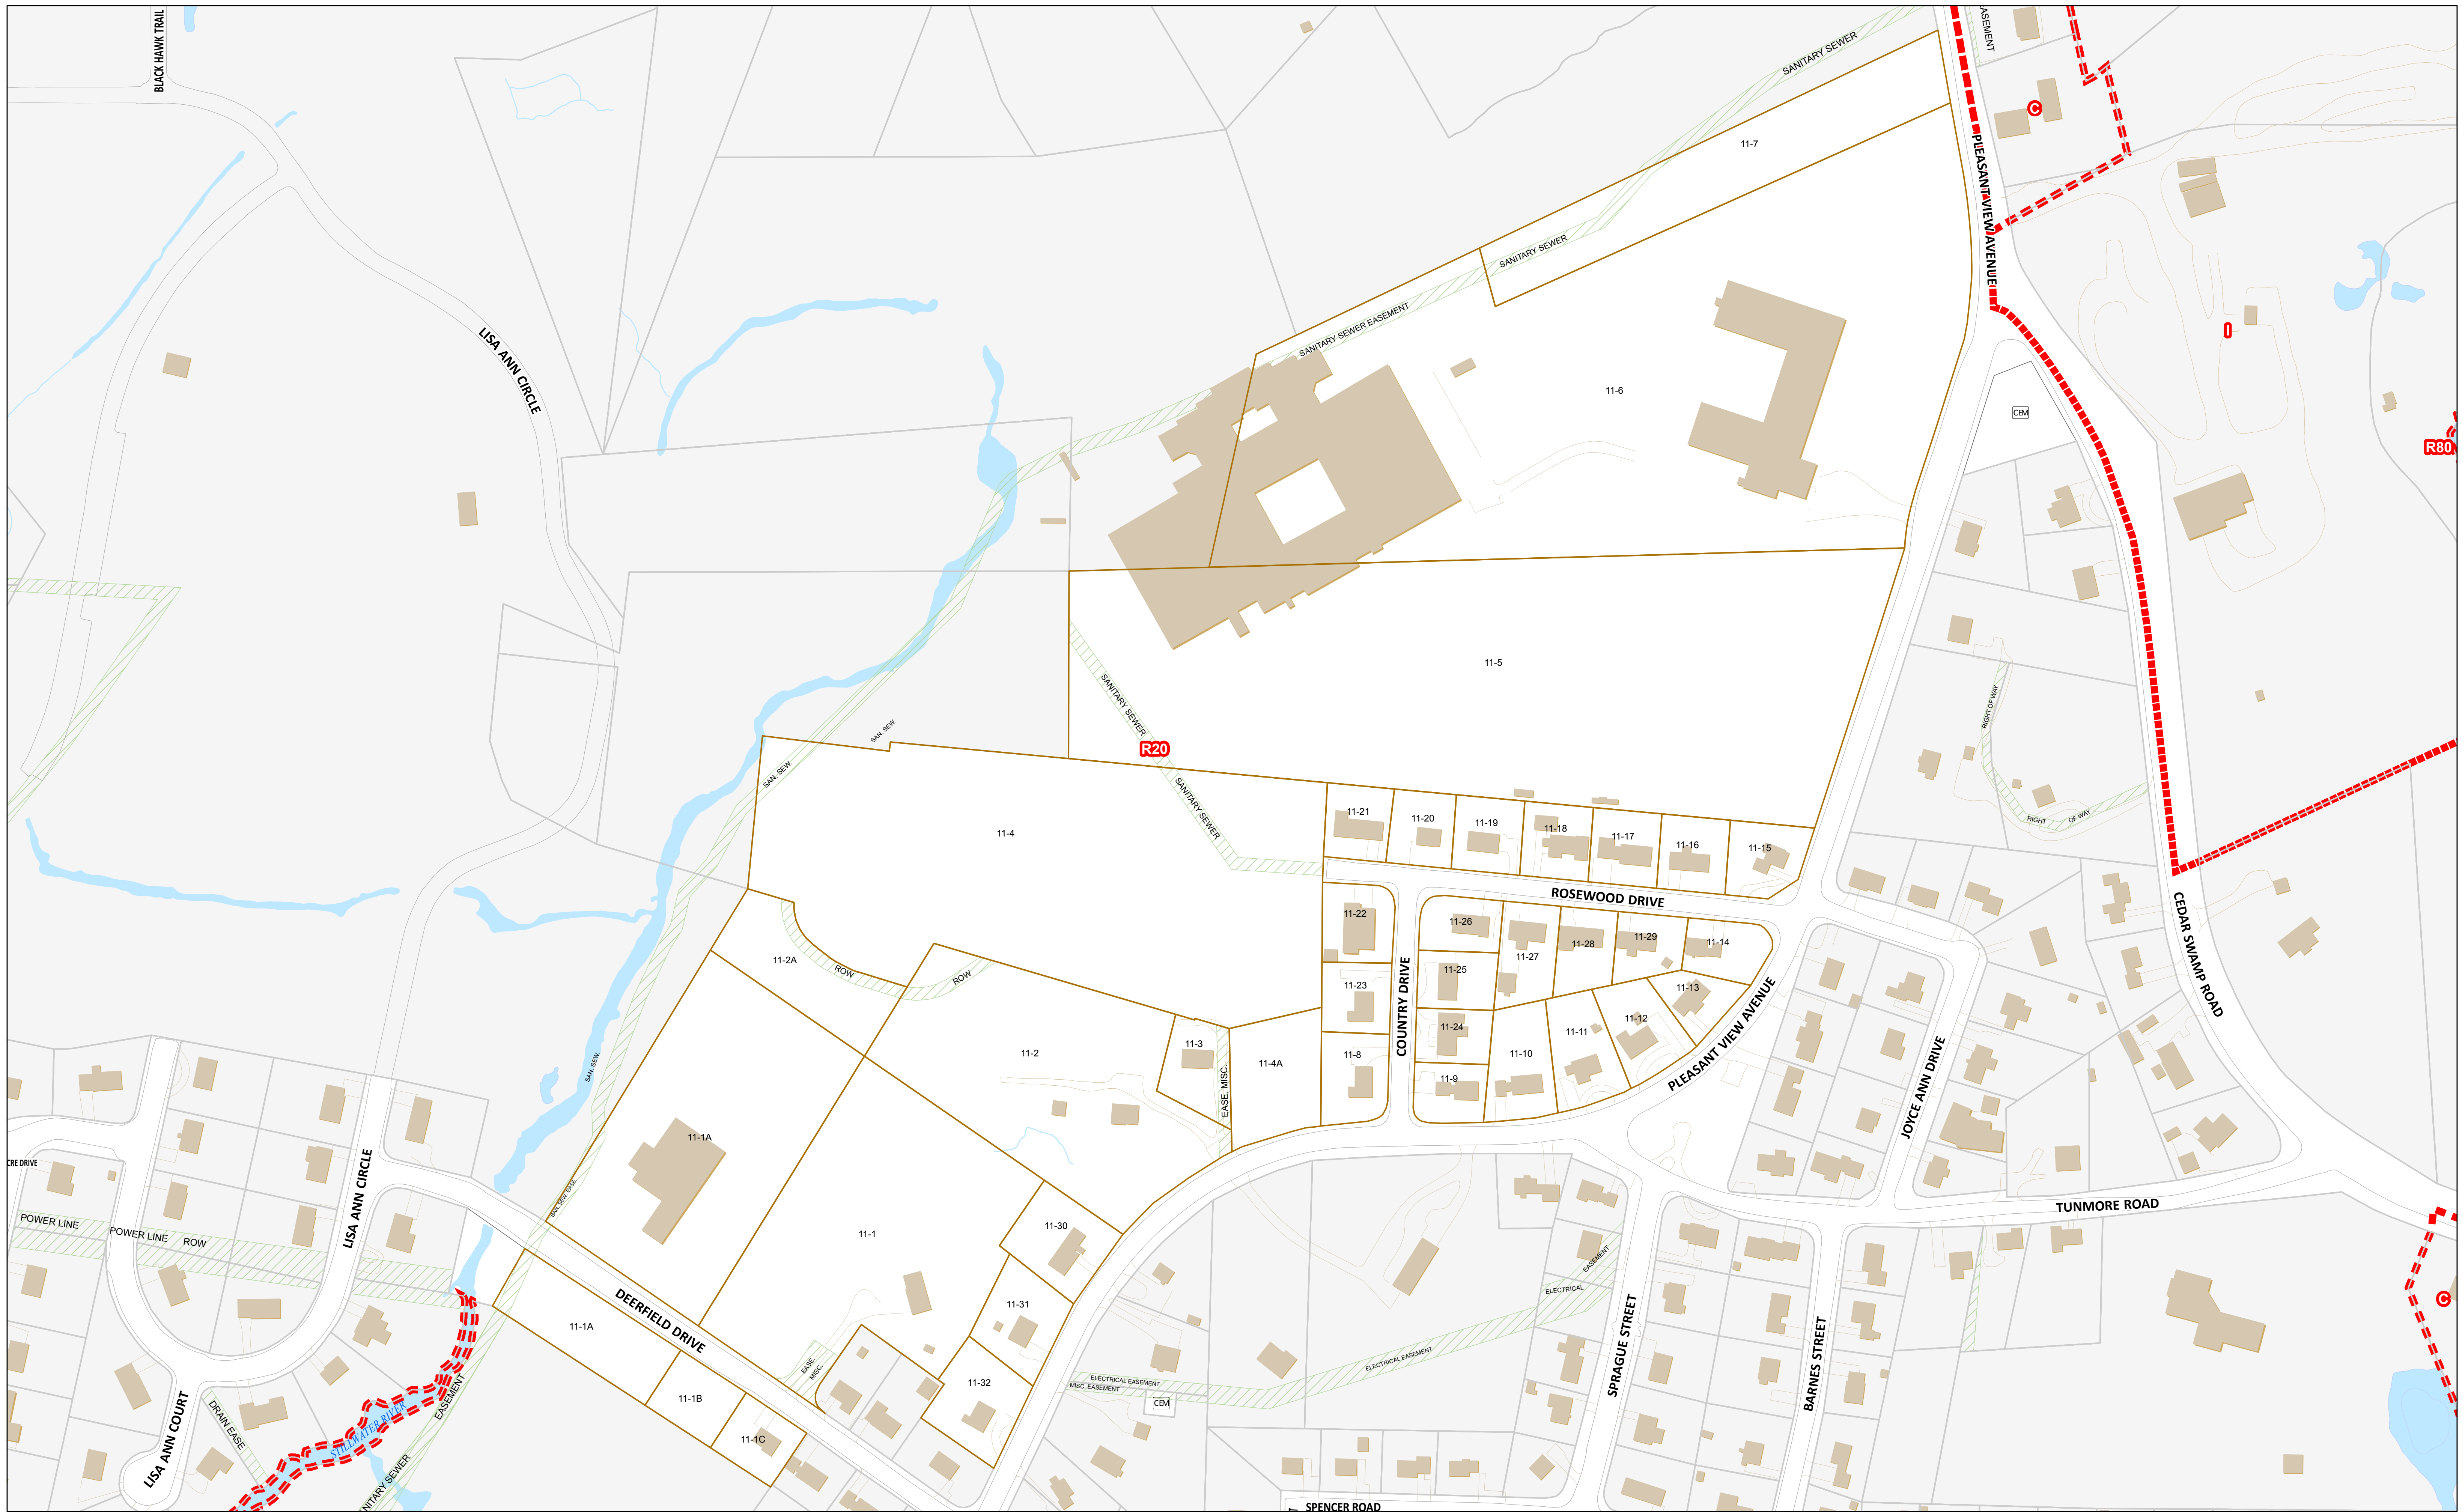 BLACK HAWK TRAIL
SANITARY SEWER
ASEMENT
C
11-7
PLEASANT VIEW AVENUE
SANITARY SEWER
SANITARY SEWER EASEMENT
I
LISA ANN CIRCLE
11-6
CEM
R80
11-5
RIGHT OF WAY
SANITARY SEWER
SAN. SEW.
R20
SAN. SEW.
SANITARY SEWER
RIGHT
OF WAY
11-4
11-21
11-20
11-19
11-18
11-17
11-16
11-15
ROSEWOOD DRIVE
11-22
11-26
11-27
11-28
11-29
11-14
CEDAR SWAMP ROAD
11-2A
ROW
ROW
11-25
11-23
11-13
COUNTRY DRIVE
PLEASANT VIEW AVENUE
11-24
11-12
11-11
11-10
11-3
11-2
11-4A
11-8
11-9
EASE. MISC.
SAN. SEW.
JOYCE ANN DRIVE
11-1A
CRE DRIVE
SAN. SEW. EASE.
LISA ANN CIRCLE
TUNMORE ROAD
POWER LINE
POWER LINE
ROW
11-30
11-1
EASEMENT
ELECTRICAL
C
11-31
11-1A
DEERFIELD DRIVE
SPRAGUE STREET
BARNES STREET
EASE.
MISC.
ELECTRICAL EASEMENT
ELECTRICAL EASEMENT
MISC. EASEMENT
CEM
11-32
11-1B
11-1C
LISA ANN COURT
DRAIN EASE
STILLWATER RIVER
EASEMENT
NITARY SEWER
T
SPENCER ROAD